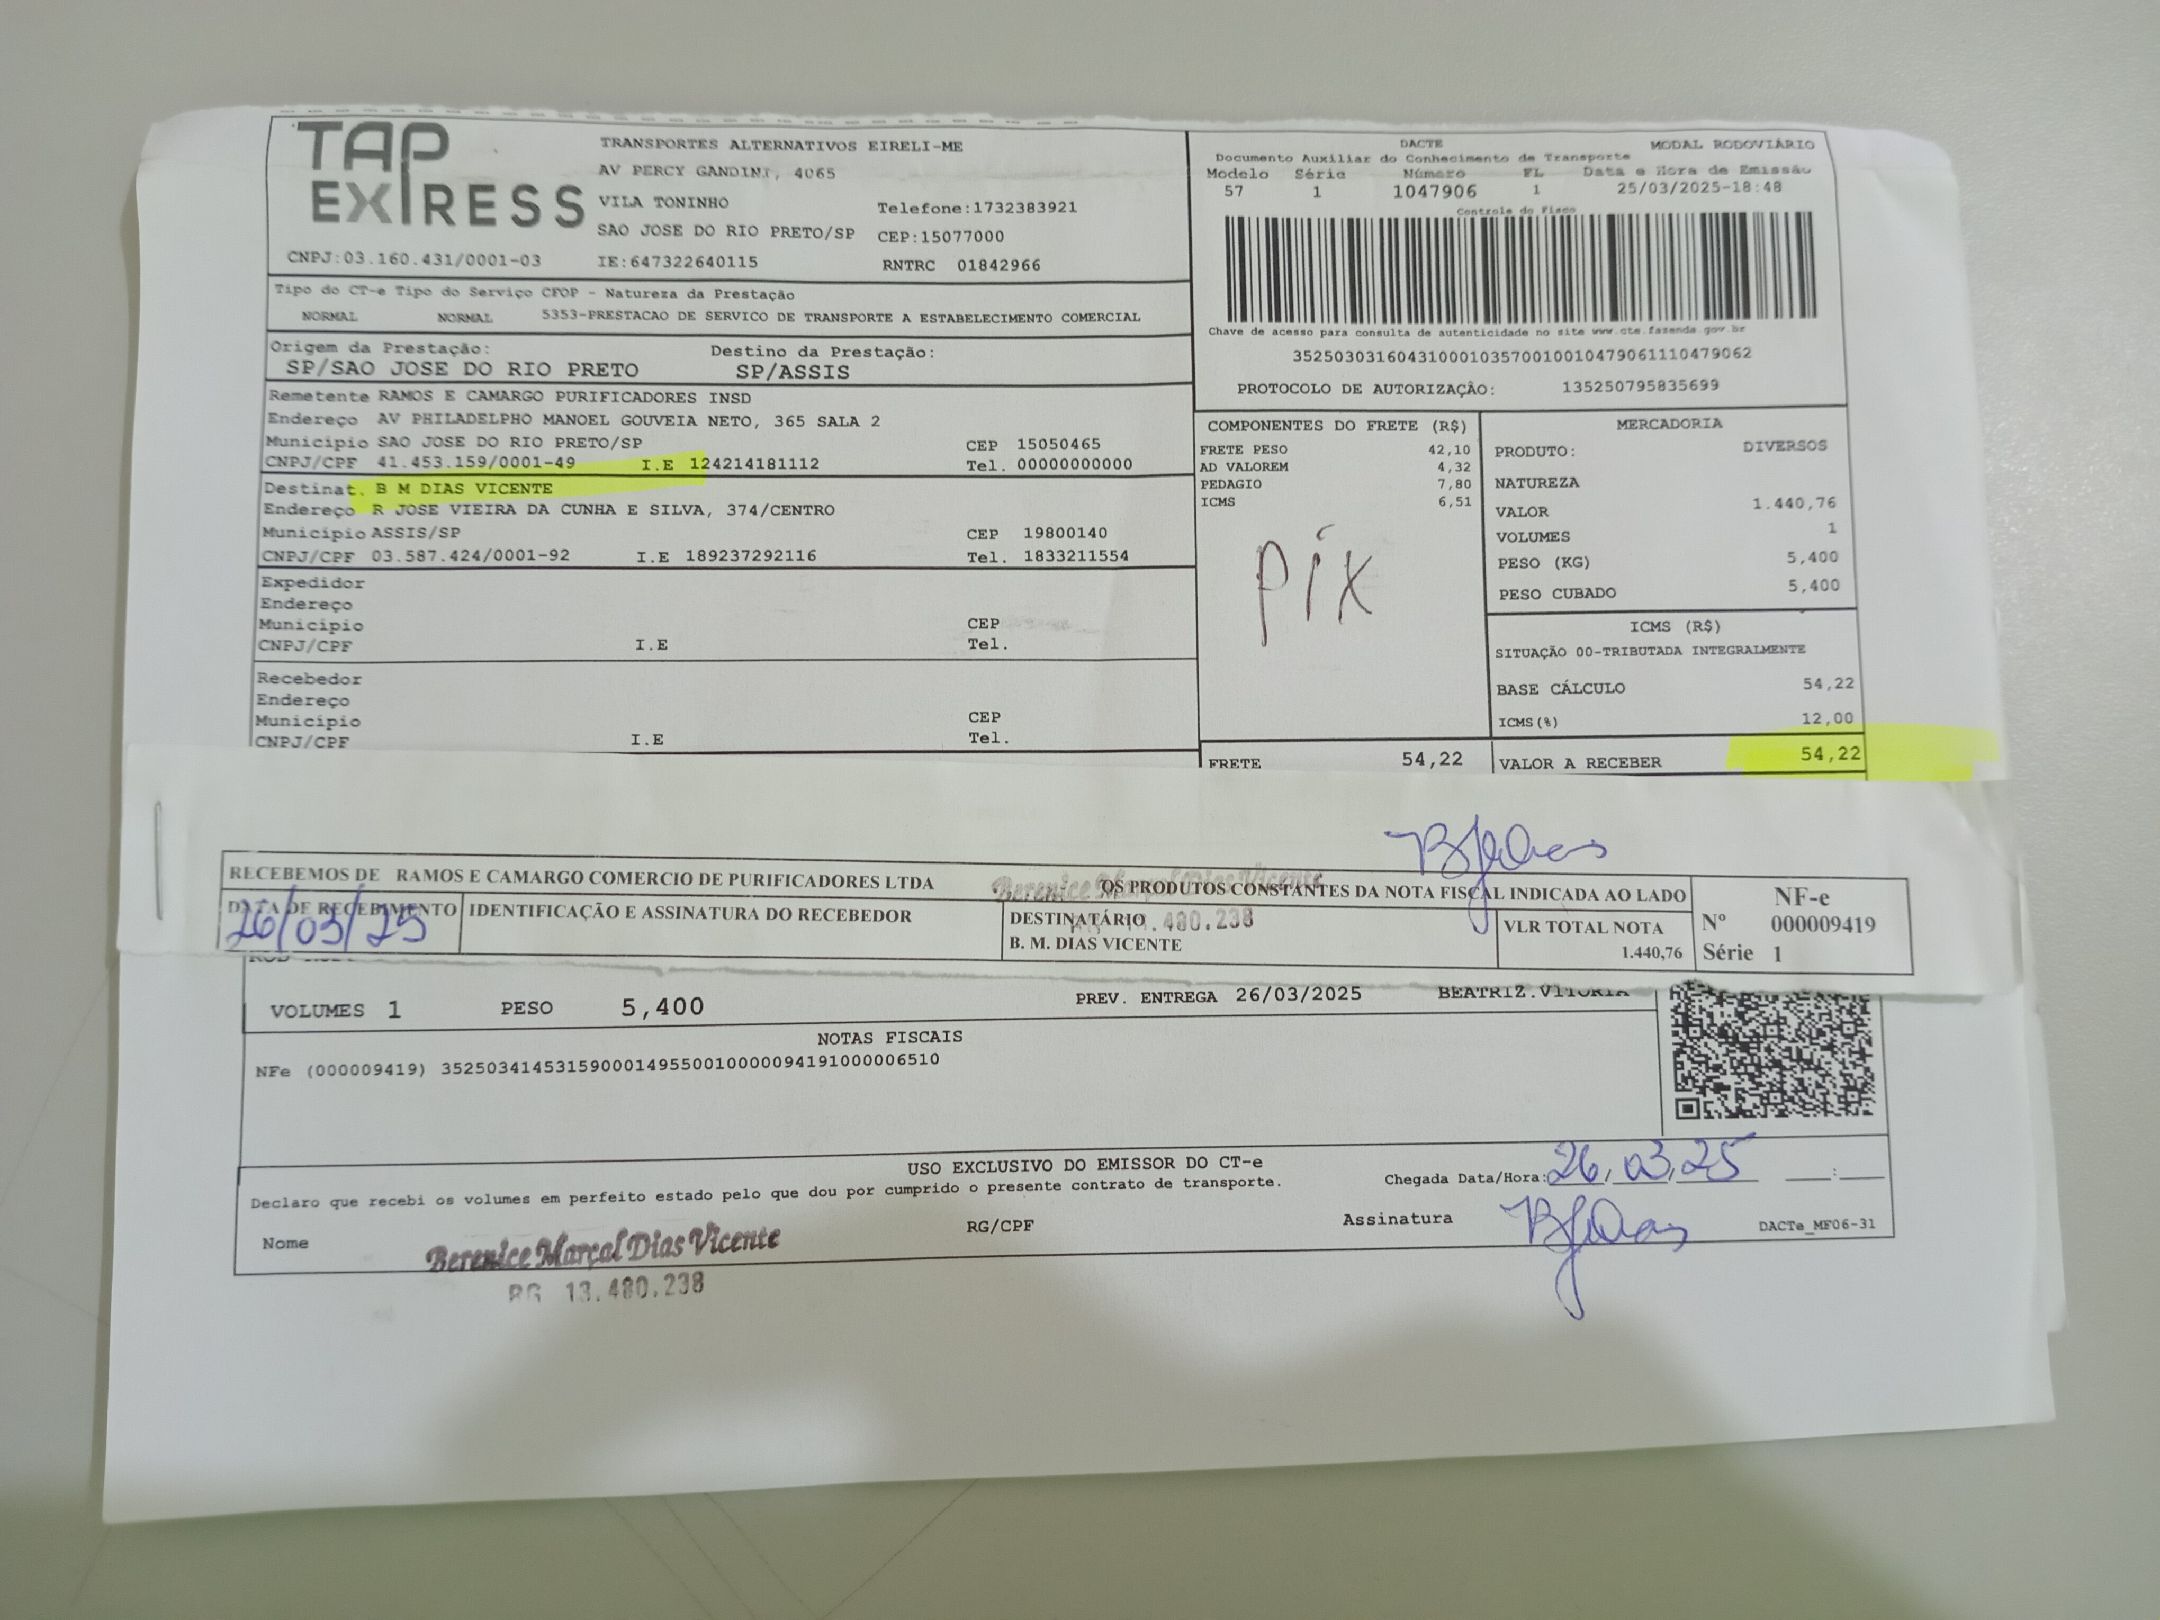 TAP EXPRESS
TRANSPORTES ALTERNATIVOS EIRELI-ME
AV PERCY GANDINI, 4065
VILA TONINHO
Telefone:1732383921
SAO JOSE DO RIO PRETO/SP CEP:15077000
CNPJ:03.160.431/0001-03 IE:647322640115 RNTRC 01842966
DACTE MODAL RODOVIÁRIO
Documento Auxiliar do Conhecimento de Transporte
Modelo Série Número FL Data e Hora de Emissão
57 1 1047906 1 25/03/2025-18:48
Controle do Fisco
Chave de acesso para consulta de autenticidade no site www.cte.fazenda.gov.br
35250303160431000103570010010479061110479062
PROTOCOLO DE AUTORIZAÇÃO: 135250795835699
Tipo do CT-e Tipo do Serviço CFOP - Natureza da Prestação
NORMAL NORMAL 5353-PRESTACAO DE SERVICO DE TRANSPORTE A ESTABELECIMENTO COMERCIAL
Origem da Prestação: Destino da Prestação:
SP/SAO JOSE DO RIO PRETO SP/ASSIS
Remetente RAMOS E CAMARGO PURIFICADORES INSD
Endereço AV PHILADELPHO MANOEL GOUVEIA NETO, 365 SALA 2
Município SAO JOSE DO RIO PRETO/SP CEP 15050465
CNPJ/CPF 41.453.159/0001-49 I.E 124214181112 Tel. 00000000000
Destinat. B M DIAS VICENTE
Endereço R JOSE VIEIRA DA CUNHA E SILVA, 374/CENTRO
Município ASSIS/SP CEP 19800140
CNPJ/CPF 03.587.424/0001-92 I.E 189237292116 Tel. 1833211554
Expedidor
Endereço
Município CEP
CNPJ/CPF I.E Tel.
Recebedor
Endereço
Município CEP
CNPJ/CPF I.E Tel.
COMPONENTES DO FRETE (R$)
FRETE PESO 42,10
AD VALOREM 4,32
PEDAGIO 7,80
ICMS 6,51
pix
FRETE 54,22
MERCADORIA
PRODUTO: DIVERSOS
NATUREZA
VALOR 1.440,76
VOLUMES 1
PESO (KG) 5,400
PESO CUBADO 5,400
ICMS (R$)
SITUAÇÃO 00-TRIBUTADA INTEGRALMENTE
BASE CÁLCULO 54,22
ICMS(%) 12,00
VALOR A RECEBER 54,22
RECEBEMOS DE RAMOS E CAMARGO COMERCIO DE PURIFICADORES LTDA OS PRODUTOS CONSTANTES DA NOTA FISCAL INDICADA AO LADO
Berenice Marçal Dias Vicente
DATA DE RECEBIMENTO IDENTIFICAÇÃO E ASSINATURA DO RECEBEDOR
26/03/25
DESTINATÁRIO .480.238
B. M. DIAS VICENTE
VLR TOTAL NOTA
1.440,76
NF-e
Nº 000009419
Série 1
VOLUMES 1 PESO 5,400 PREV. ENTREGA 26/03/2025 BEATRIZ.VITORIA
NOTAS FISCAIS
NFe (000009419) 35250341453159000149550010000094191000006510
USO EXCLUSIVO DO EMISSOR DO CT-e
Declaro que recebi os volumes em perfeito estado pelo que dou por cumprido o presente contrato de transporte.
Chegada Data/Hora: 26/03/25 :
Nome Berenice Marçal Dias Vicente RG/CPF Assinatura DACTe_MF06-31
RG 13.480.238